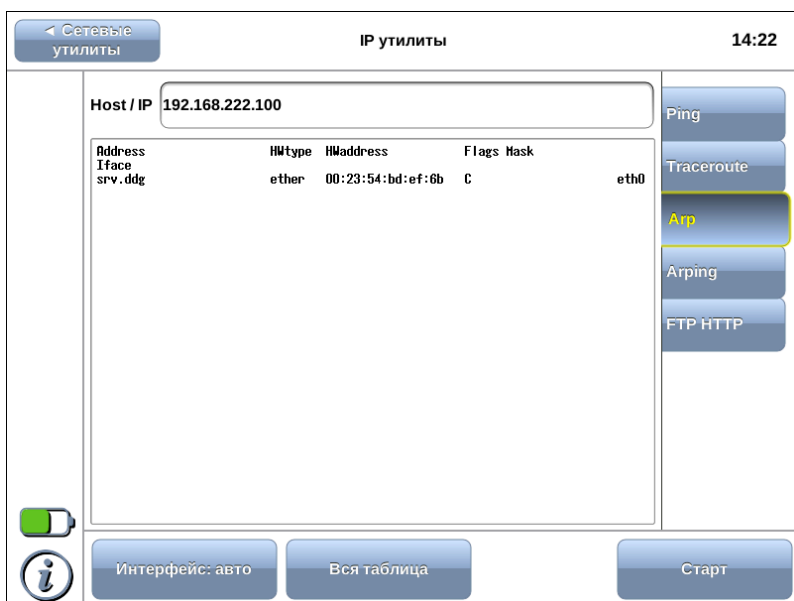 ◄ Сетевые
утилиты
IP утилиты
14:22
Host / IP 192.168.222.100
Address HWtype HWaddress Flags Mask
Iface
srv.ddg ether 00:23:54:bd:ef:6b C eth0
Ping
Traceroute
Arp
Arping
FTP HTTP
Интерфейс: авто
Вся таблица
Старт